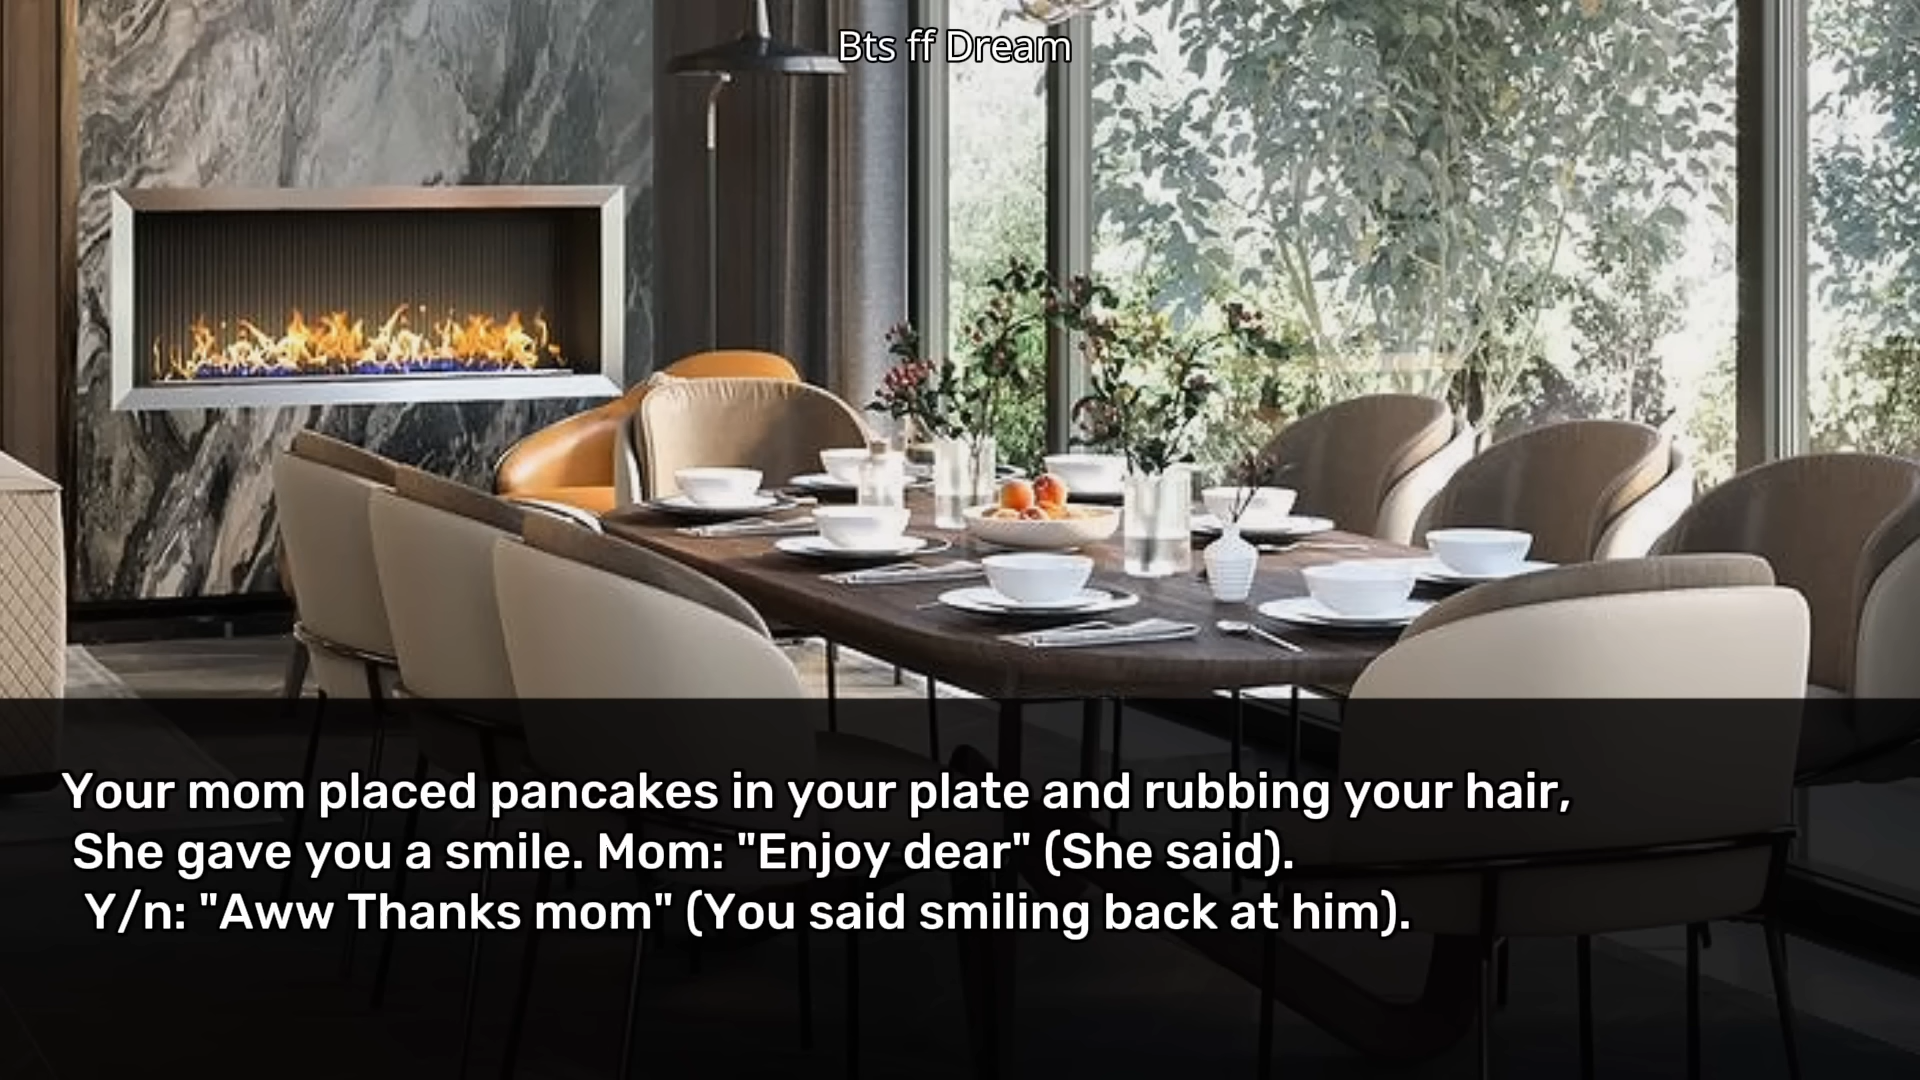 Bts ff Dream
Your mom placed pancakes in your plate and rubbing your hair,
She gave you a smile. Mom: "Enjoy dear" (She said).
Y/n: "Aww Thanks mom" (You said smiling back at him).